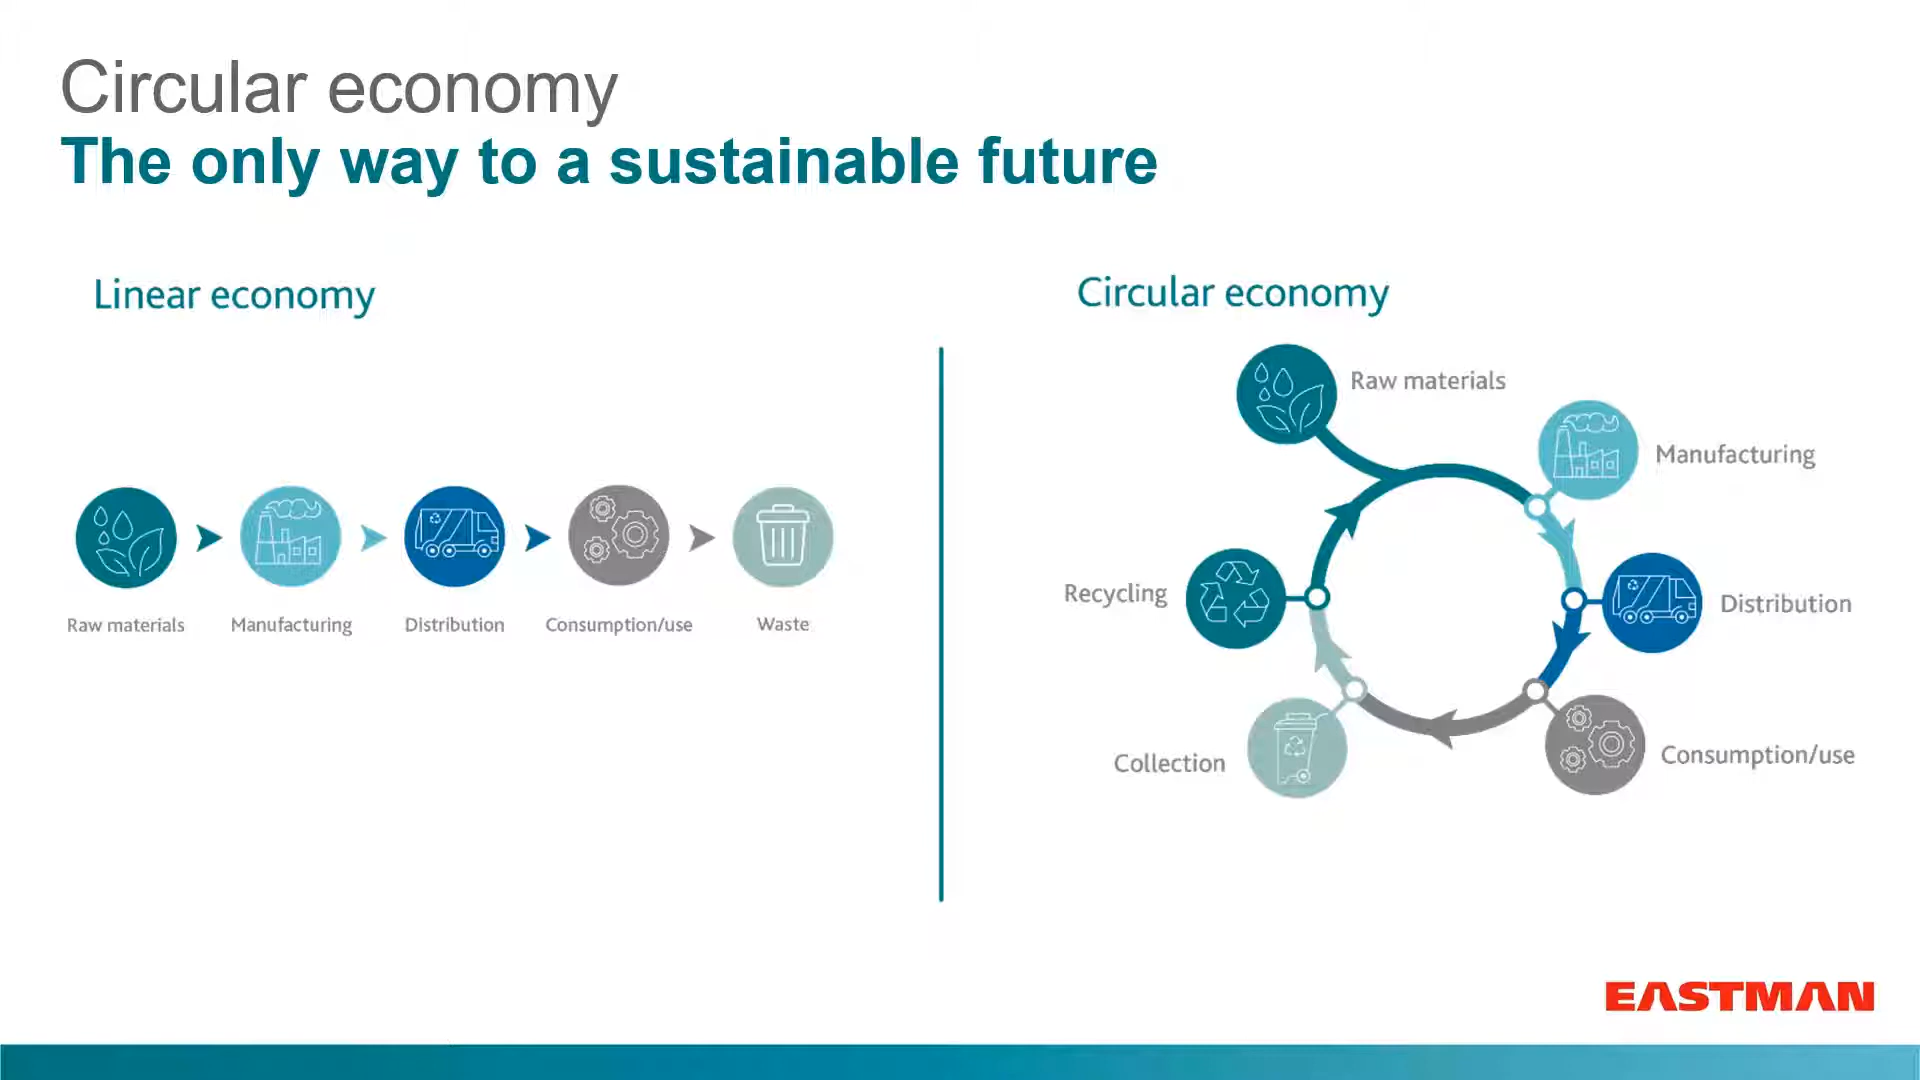 Circular economy
The only way to a sustainable future
Linear economy
Raw materials
Manufacturing
Distribution
Consumption/use
Waste
Circular economy
Raw materials
Manufacturing
Recycling
Distribution
Collection
Consumption/use
EASTMAN